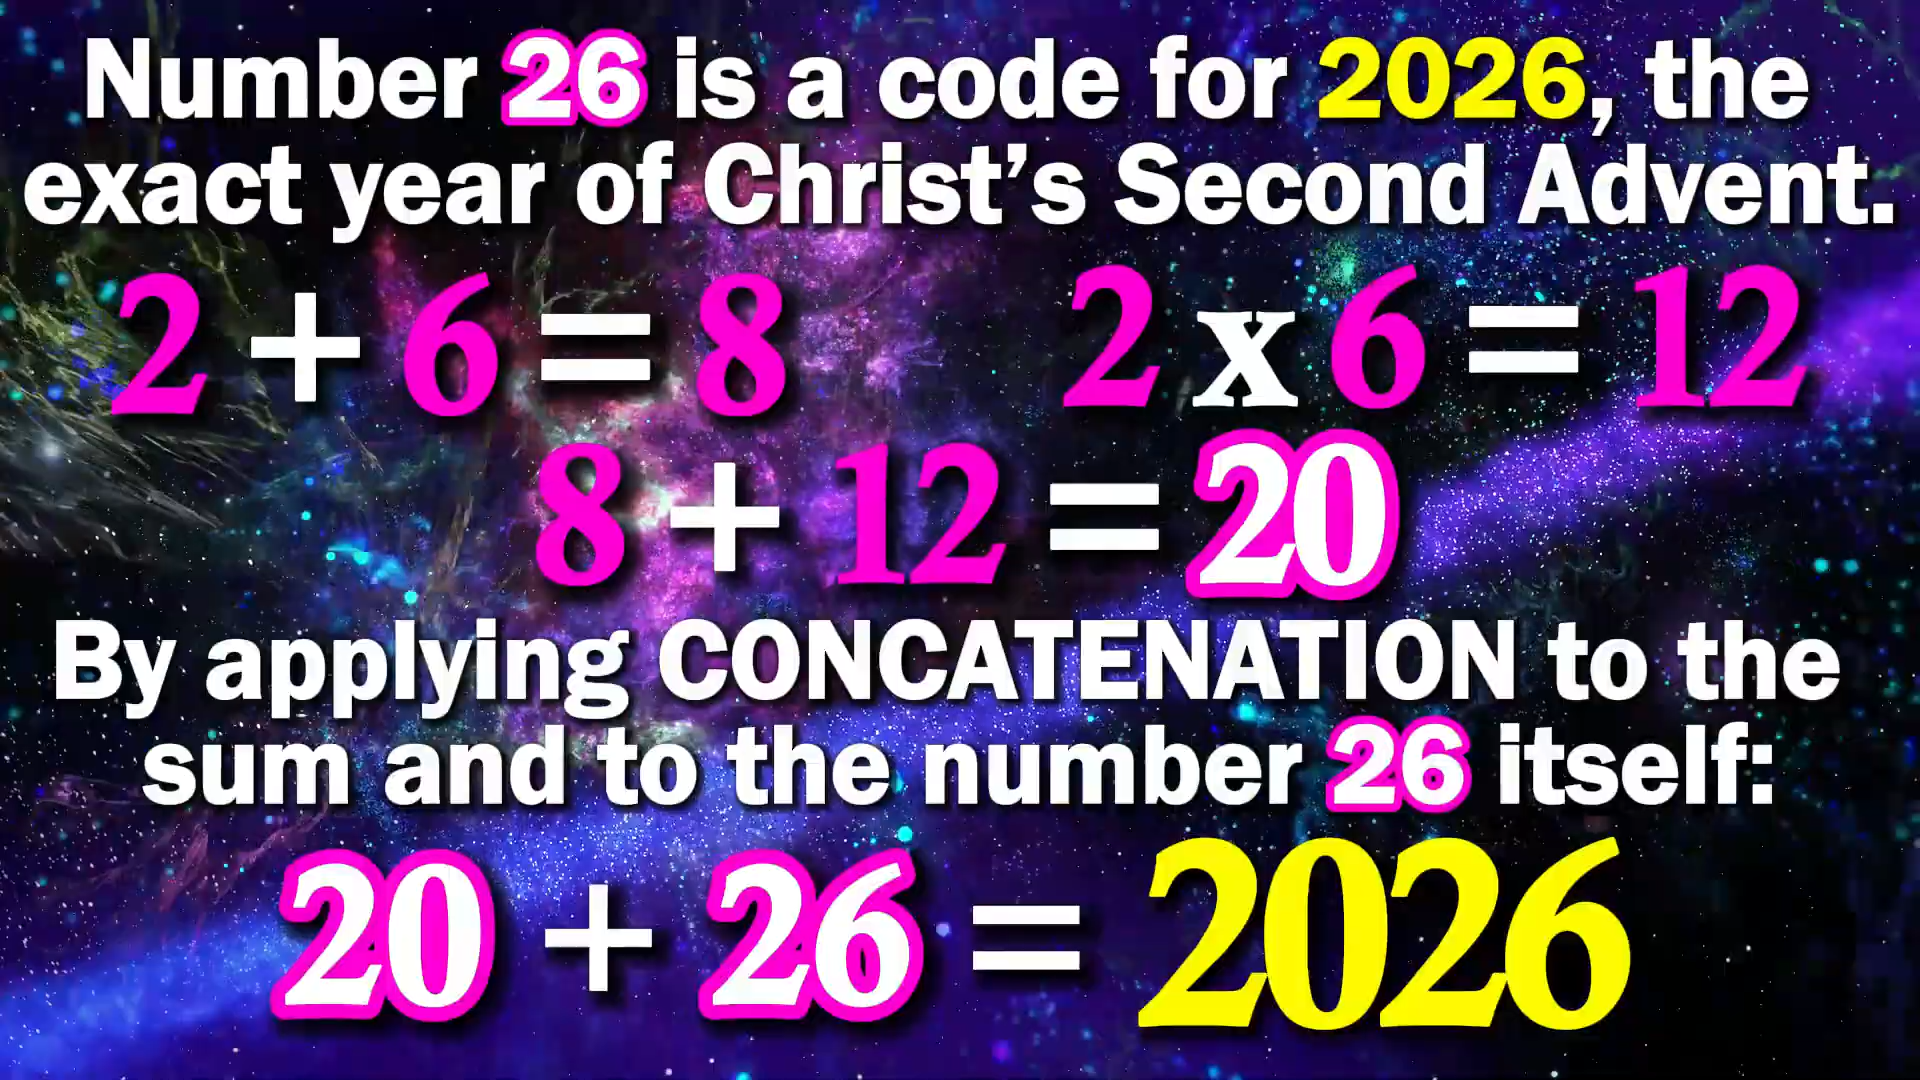 Number 26 is a code for 2026, the
exact year of Christ’s Second Advent.
2 + 6 = 8 2 x 6 = 12
8 + 12 = 20
By applying CONCATENATION to the
sum and to the number 26 itself:
20 + 26 = 2026